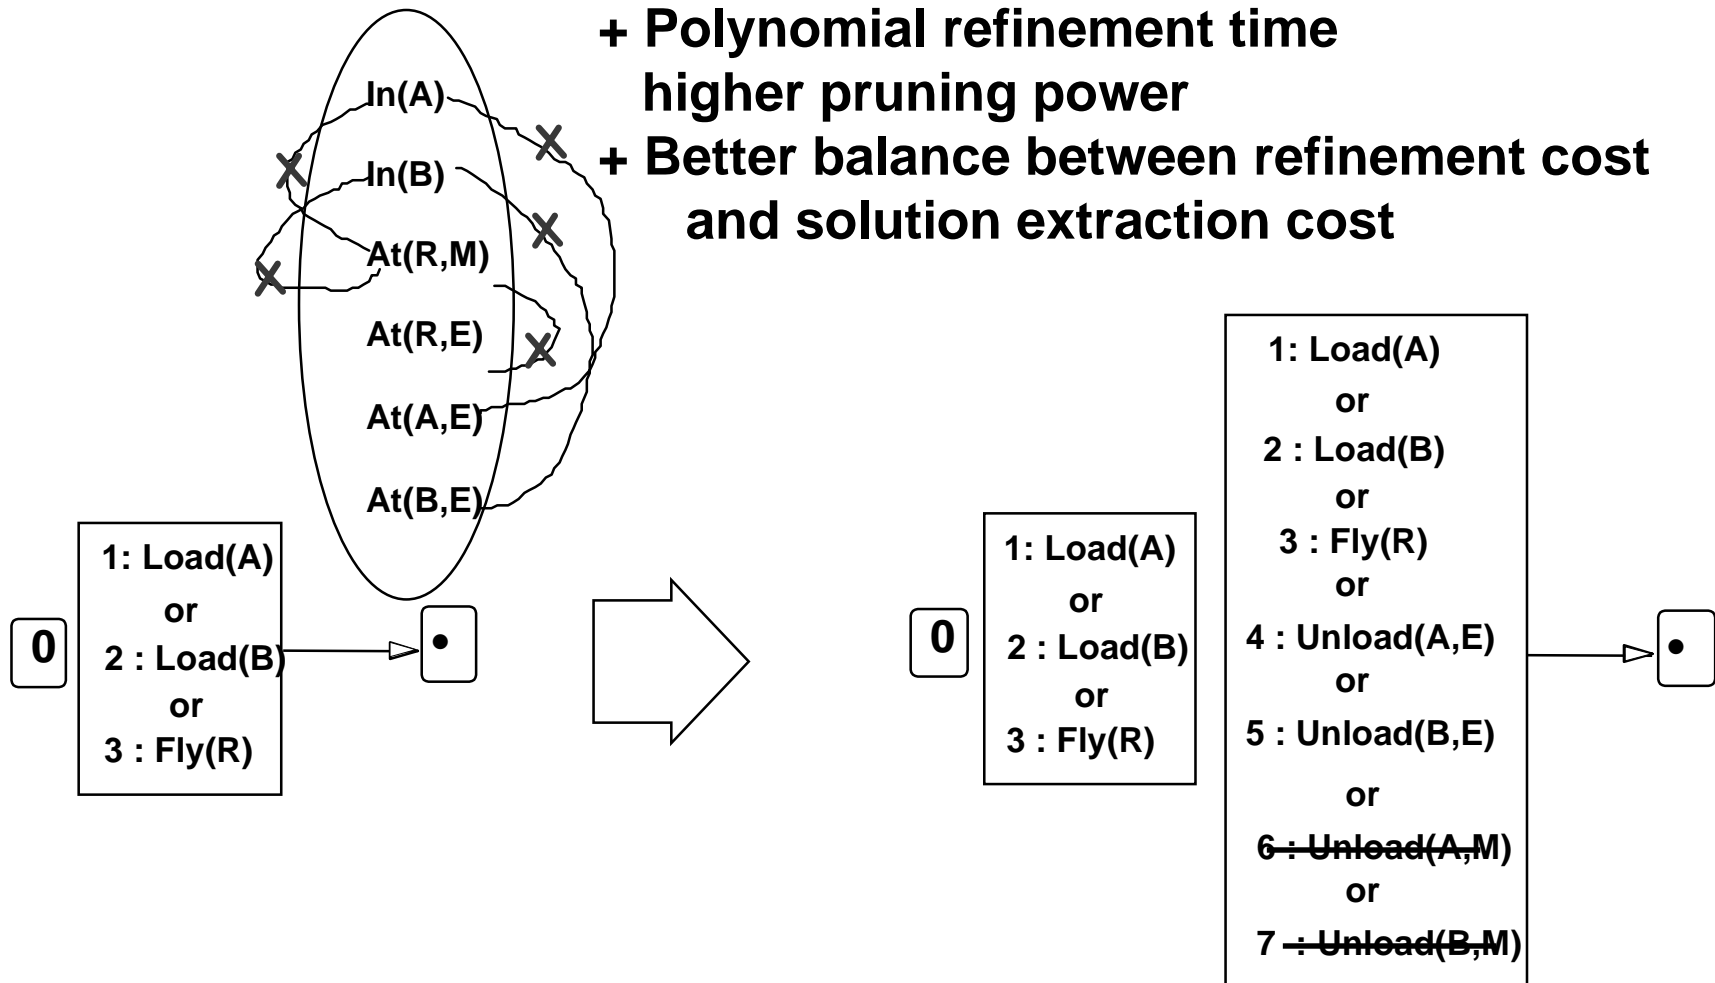 + Polynomial refinement time
higher pruning power
+ Better balance between refinement cost
and solution extraction cost
In(A)
In(B)
At(R,M)
At(R,E)
At(A,E)
At(B,E)
0
1: Load(A)
or
2 : Load(B)
or
3 : Fly(R)
0
1: Load(A)
or
2 : Load(B)
or
3 : Fly(R)
1: Load(A)
or
2 : Load(B)
or
3 : Fly(R)
or
4 : Unload(A,E)
or
5 : Unload(B,E)
or
6 : Unload(A,M)
or
7 : Unload(B,M)